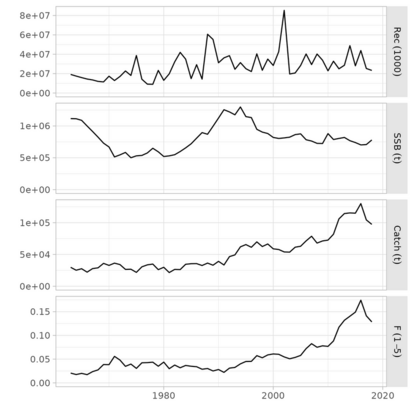 8e+07
6e+07
4e+07
2e+07
0e+00
Rec (1000)
1e+06
5e+05
0e+00
SSB (t)
1e+05
5e+04
0e+00
Catch (t)
0.15
0.10
0.05
0.00
F (1–5)
1980
2000
2020